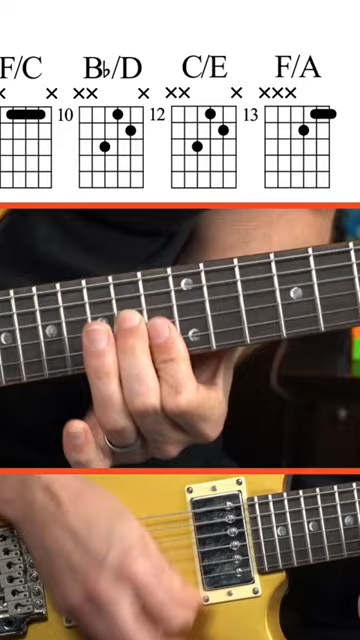 F/C B♭/D C/E F/A
× × ×× × ×× × ×××
10 12 13